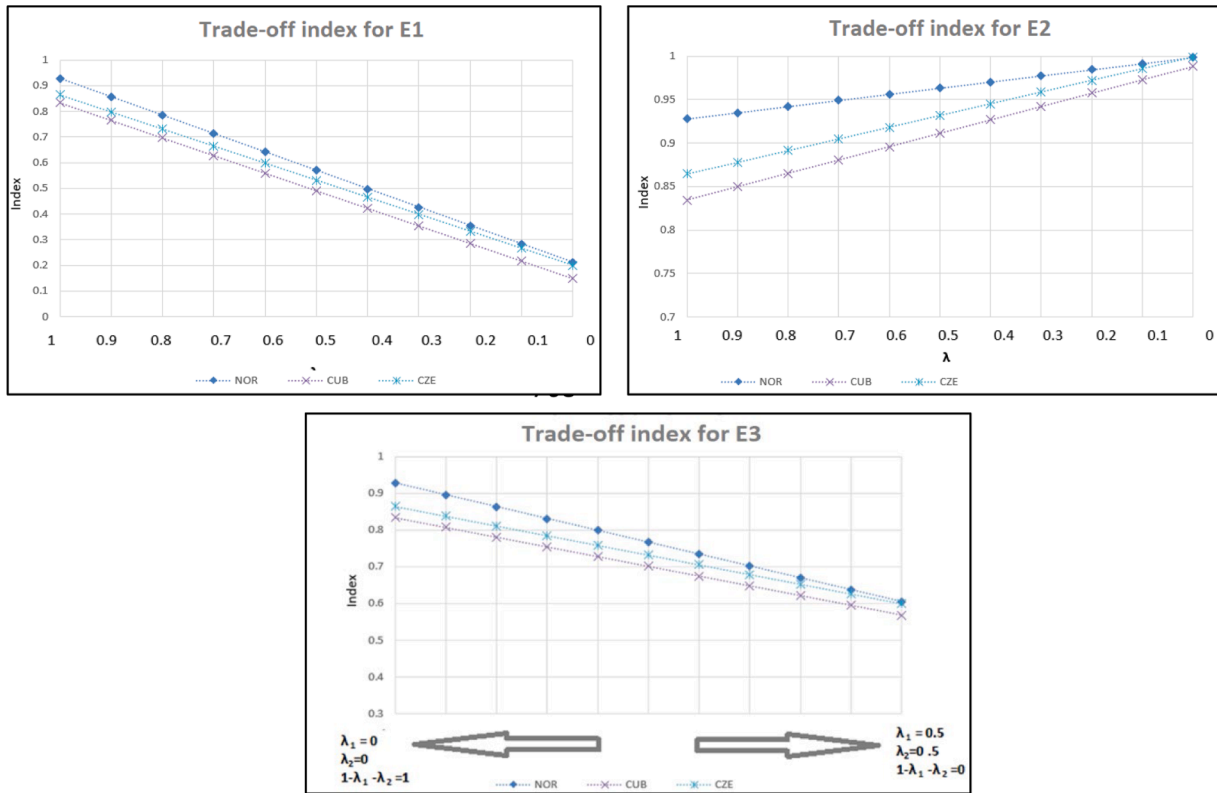 Trade-off index for E1
1
0.9
0.8
0.7
0.6
0.5
0.4
0.3
0.2
0.1
0
Index
1 0.9 0.8 0.7 0.6 0.5 0.4 0.3 0.2 0.1 0
NOR CUB CZE
Trade-off index for E2
1
0.95
0.9
0.85
0.8
0.75
0.7
Index
1 0.9 0.8 0.7 0.6 0.5 0.4 0.3 0.2 0.1 0
λ
NOR CUB CZE
Trade-off index for E3
1
0.9
0.8
0.7
0.6
0.5
0.4
0.3
Index
λ₁ = 0
λ₂=0
1-λ₁ -λ₂ =1
λ₁ = 0.5
λ₂=0 .5
1-λ₁ -λ₂ =0
NOR CUB CZE